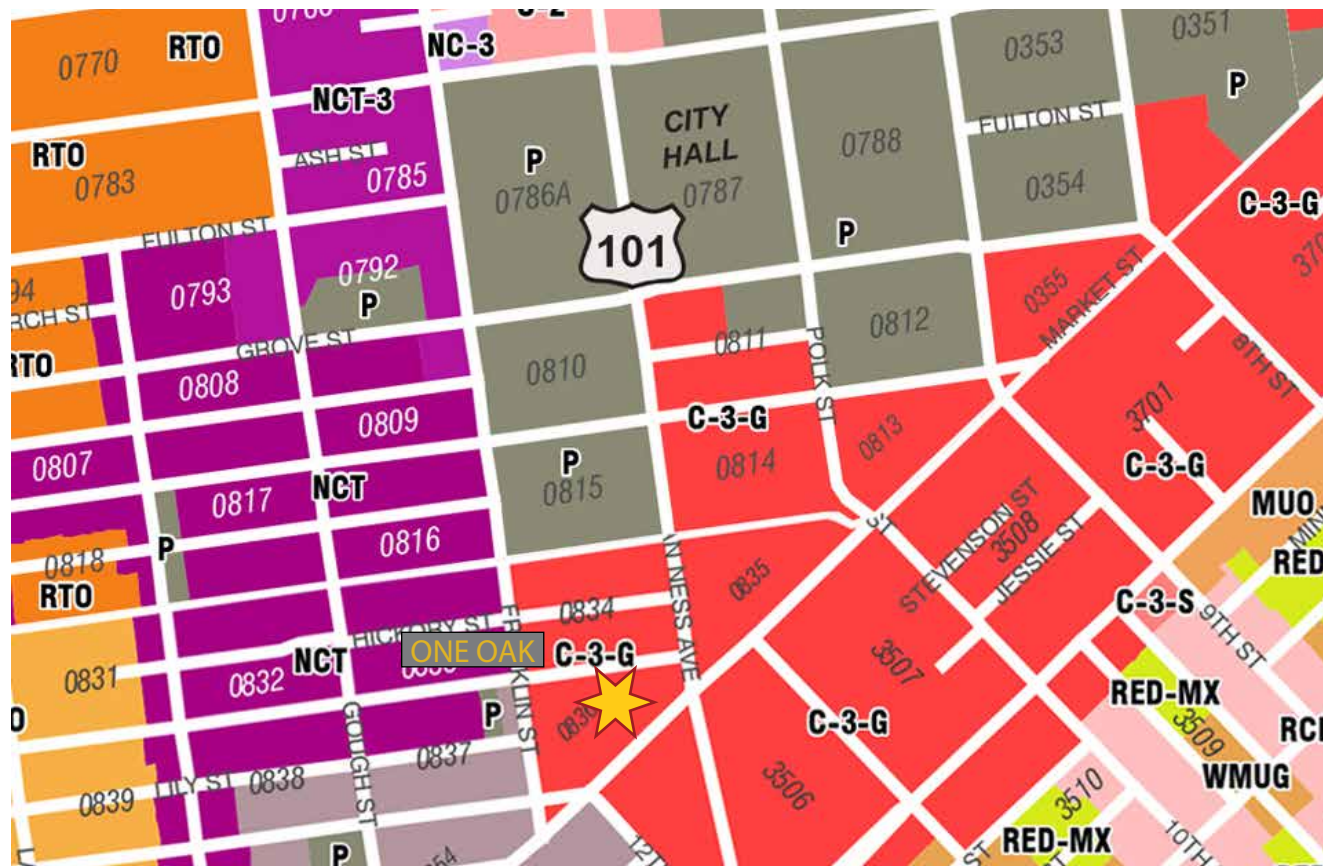 RTO
NC-3
0770
NCT-3
0353
0351
P
CITY
HALL
FULTON ST
RTO
0783
ASH ST
0785
P
0786A
0787
0788
0354
C-3-G
FULTON ST
P
101
0793
0792
P
0355
MARKET ST
RTO
GROVE ST
0808
0810
0811
POLK ST
0812
8TH ST
0809
C-3-G
3701
0807
0813
0814
C-3-G
P
0815
NCT
0817
MUO
STEVENSON ST
3508
JESSIE ST
P
0816
0818
RTO
0835
RED
C-3-S
9TH ST
0834
HICKORY ST
ONE OAK
C-3-G
NCT
0831
0832
3507
RED-MX
P
0836
C-3-G
3509
GOUGH ST
0837
WMUG
LILY ST
0838
0839
3506
3510
RED-MX
10TH
P